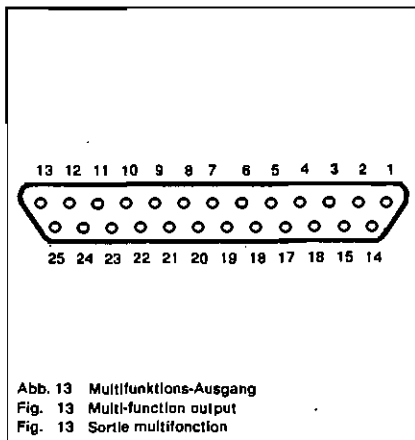 13 12 11 10 9 8 7 6 5 4 3 2 1
25 24 23 22 21 20 19 18 17 18 15 14
Abb. 13 Multifunktions-Ausgang
Fig. 13 Multi-function output
Fig. 13 Sortie multifonction